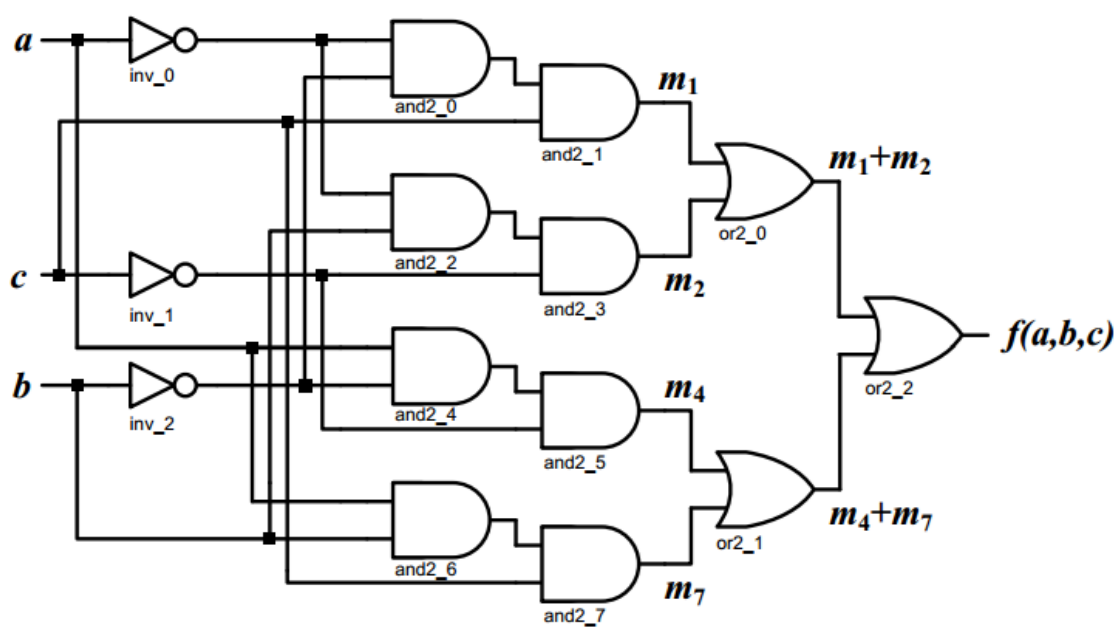 a
inv_0
and2_0
m1
and2_1
m1+m2
or2_0
and2_2
c
inv_1
m2
and2_3
f(a,b,c)
b
inv_2
and2_4
m4
or2_2
and2_5
m4+m7
or2_1
and2_6
m7
and2_7